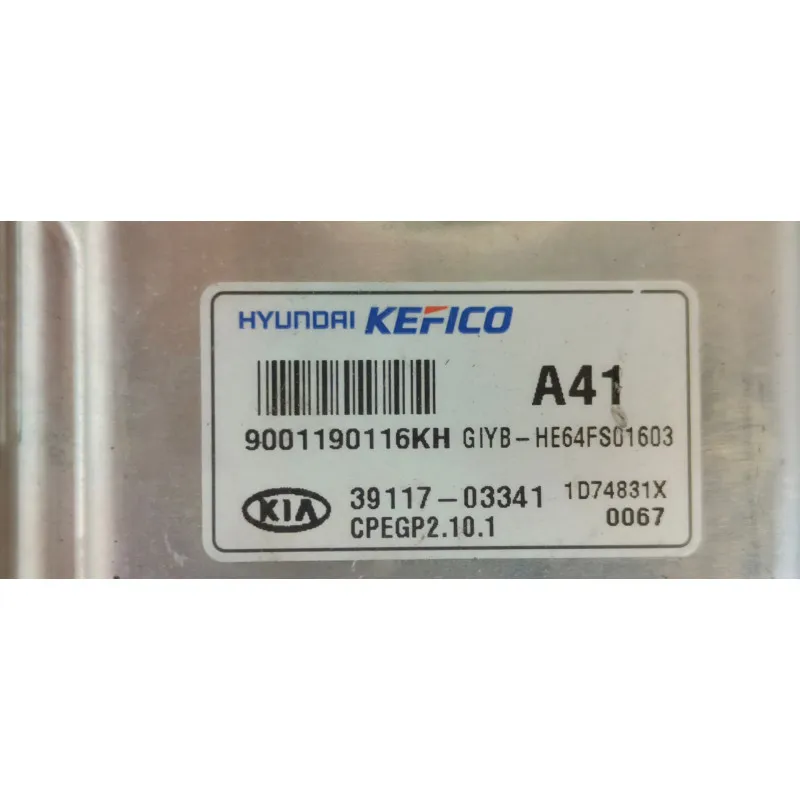 HYUNDAI KEFICO
A41
9001190116KH GIYB-HE64FS01603
KIA 39117-03341 1D74831X
CPEGP2.10.1 0067